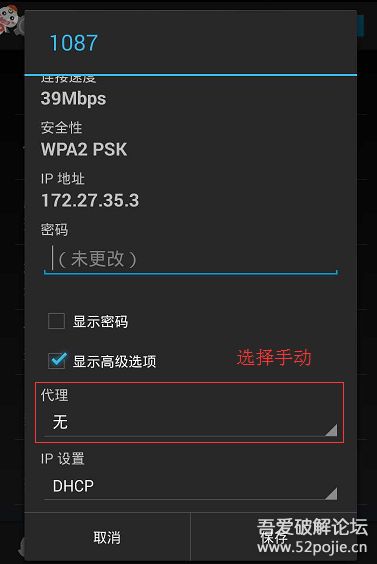 1087
连接速度
39Mbps
安全性
WPA2 PSK
IP 地址
172.27.35.3
密码
（未更改）
显示密码
显示高级选项
选择手动
代理
无
IP 设置
DHCP
取消
保存
吾爱破解论坛
www.52pojie.cn